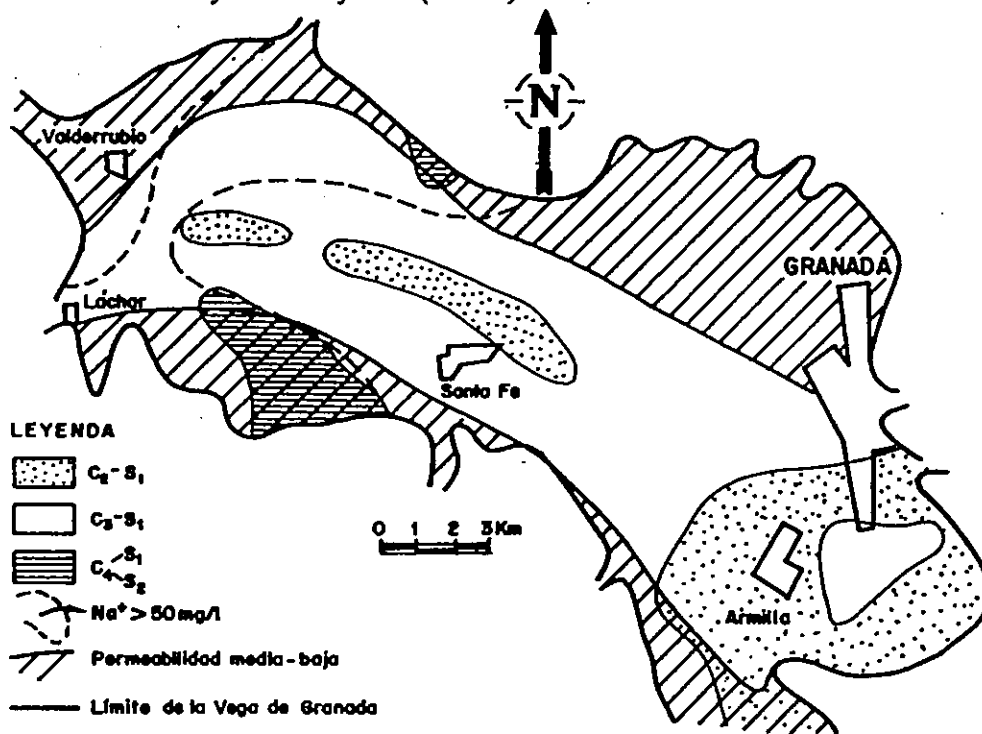 N
Valderrubio
GRANADA
Láchar
Santa Fe
LEYENDA
C₂-S₁
C₃-S₁
C₄ S₁
S₂
Na⁺ > 50 mg/l
Permeabilidad media-baja
Límite de la Vega de Granada
0 1 2 3 Km
Armilla